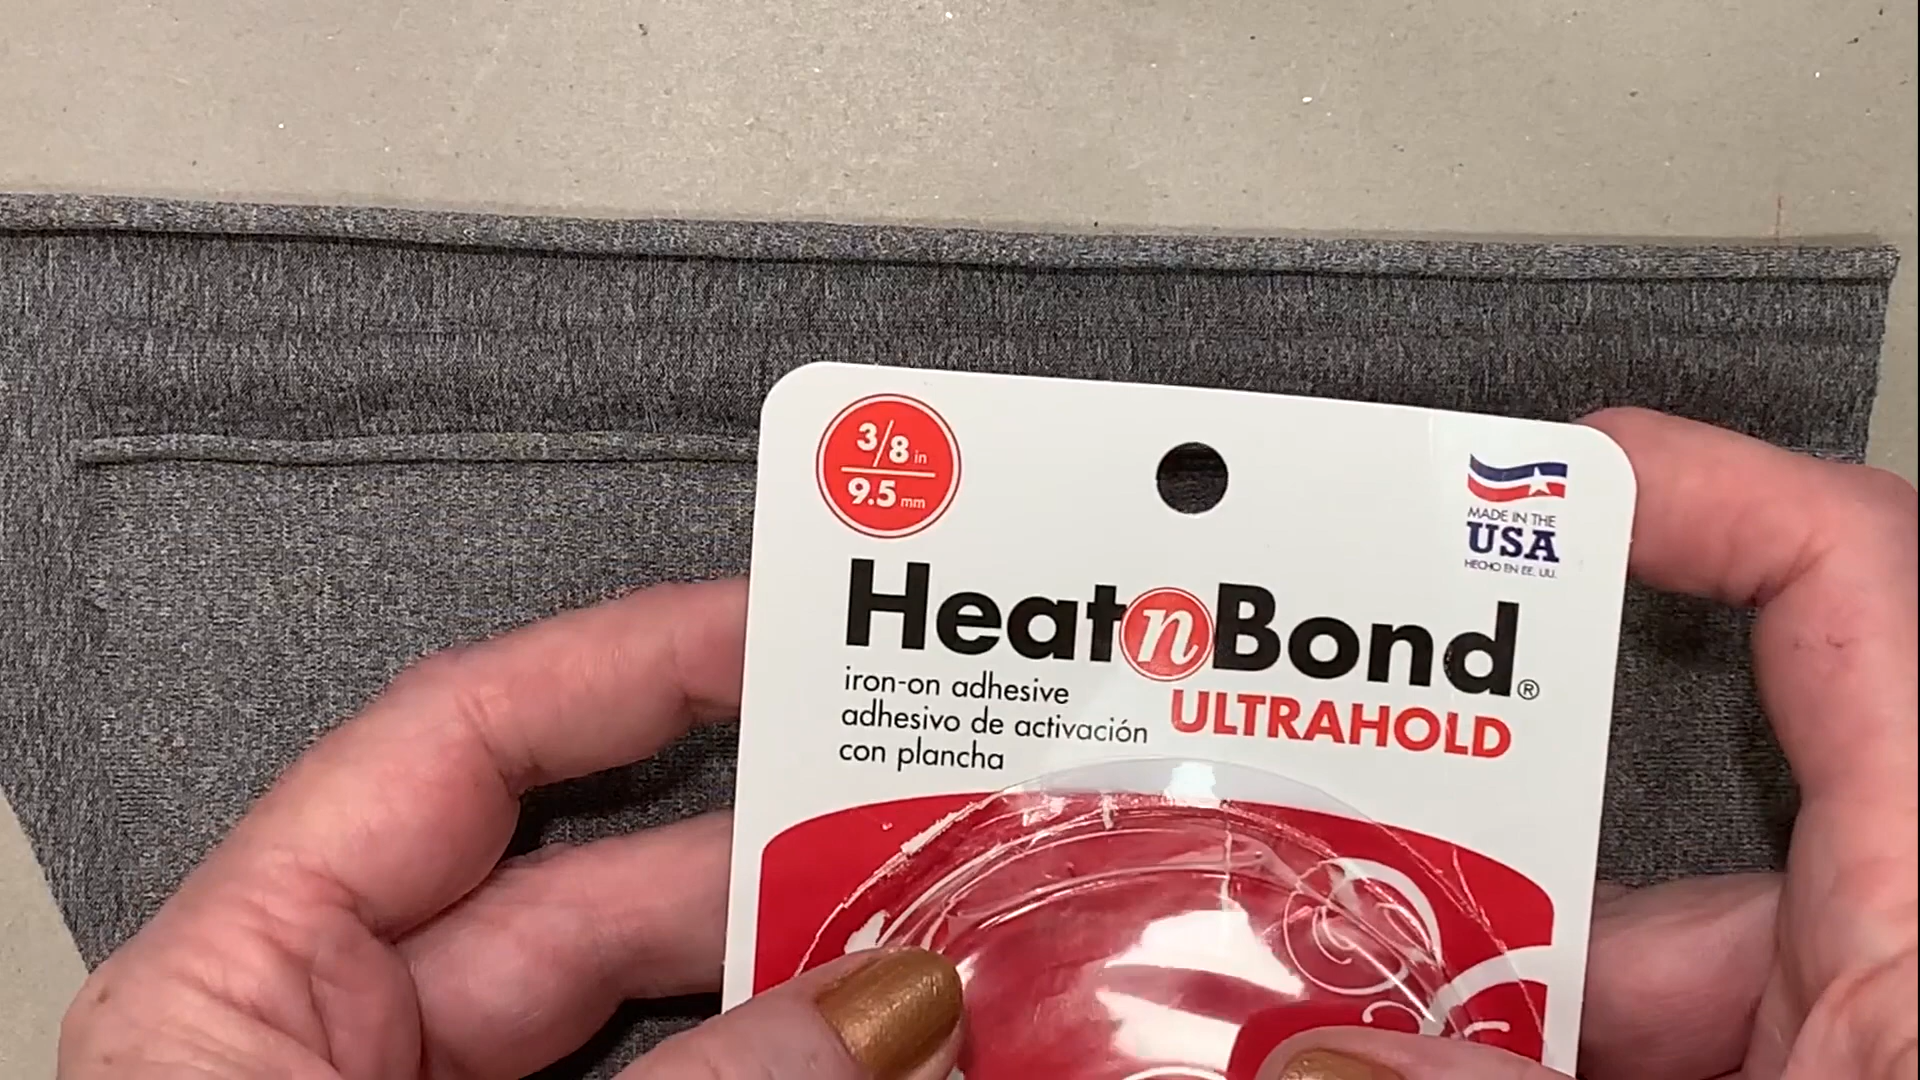 3/8 in
9.5 mm
MADE IN THE
USA
HECHO EN EE. UU.
HeatnBond®
ULTRAHOLD
iron-on adhesive
adhesivo de activación
con plancha